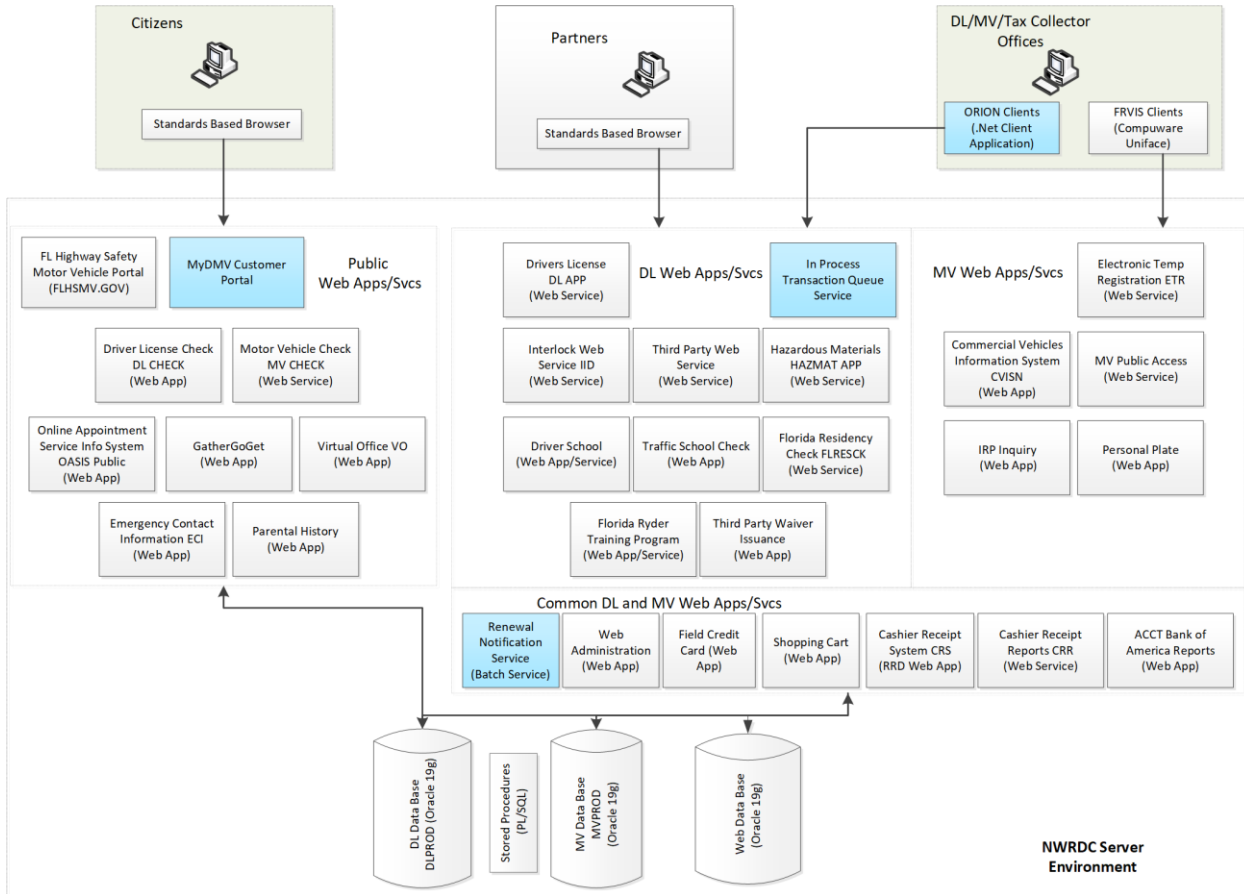 Citizens
Standards Based Browser
Partners
Standards Based Browser
DL/MV/Tax Collector
Offices
ORION Clients
(.Net Client
Application)
FRVIS Clients
(Compuware
Uniface)
FL Highway Safety
Motor Vehicle Portal
(FLHSMV.GOV)
MyDMV Customer
Portal
Public
Web Apps/Svcs
Driver License Check
DL CHECK
(Web App)
Motor Vehicle Check
MV CHECK
(Web Service)
Online Appointment
Service Info System
OASIS Public
(Web App)
GatherGoGet
(Web App)
Virtual Office VO
(Web App)
Emergency Contact
Information ECI
(Web App)
Parental History
(Web App)
Drivers License
DL APP
(Web Service)
DL Web Apps/Svcs
In Process
Transaction Queue
Service
Interlock Web
Service IID
(Web Service)
Third Party Web
Service
(Web Service)
Hazardous Materials
HAZMAT APP
(Web Service)
Driver School
(Web App/Service)
Traffic School Check
(Web App)
Florida Residency
Check FLRESCK
(Web Service)
Florida Ryder
Training Program
(Web App/Service)
Third Party Waiver
Issuance
(Web App)
MV Web Apps/Svcs
Electronic Temp
Registration ETR
(Web Service)
Commercial Vehicles
Information System
CVISN
(Web App)
MV Public Access
(Web Service)
IRP Inquiry
(Web App)
Personal Plate
(Web App)
Common DL and MV Web Apps/Svcs
Renewal
Notification
Service
(Batch Service)
Web
Administration
(Web App)
Field Credit
Card (Web
App)
Shopping Cart
(Web App)
Cashier Receipt
System CRS
(RRD Web App)
Cashier Receipt
Reports CRR
(Web Service)
ACCT Bank of
America Reports
(Web App)
DL Data Base
DLPROD (Oracle 19g)
Stored Procedures
(PL/SQL)
MV Data Base
MVPROD
(Oracle 19g)
Web Data Base
(Oracle 19g)
NWRDC Server
Environment